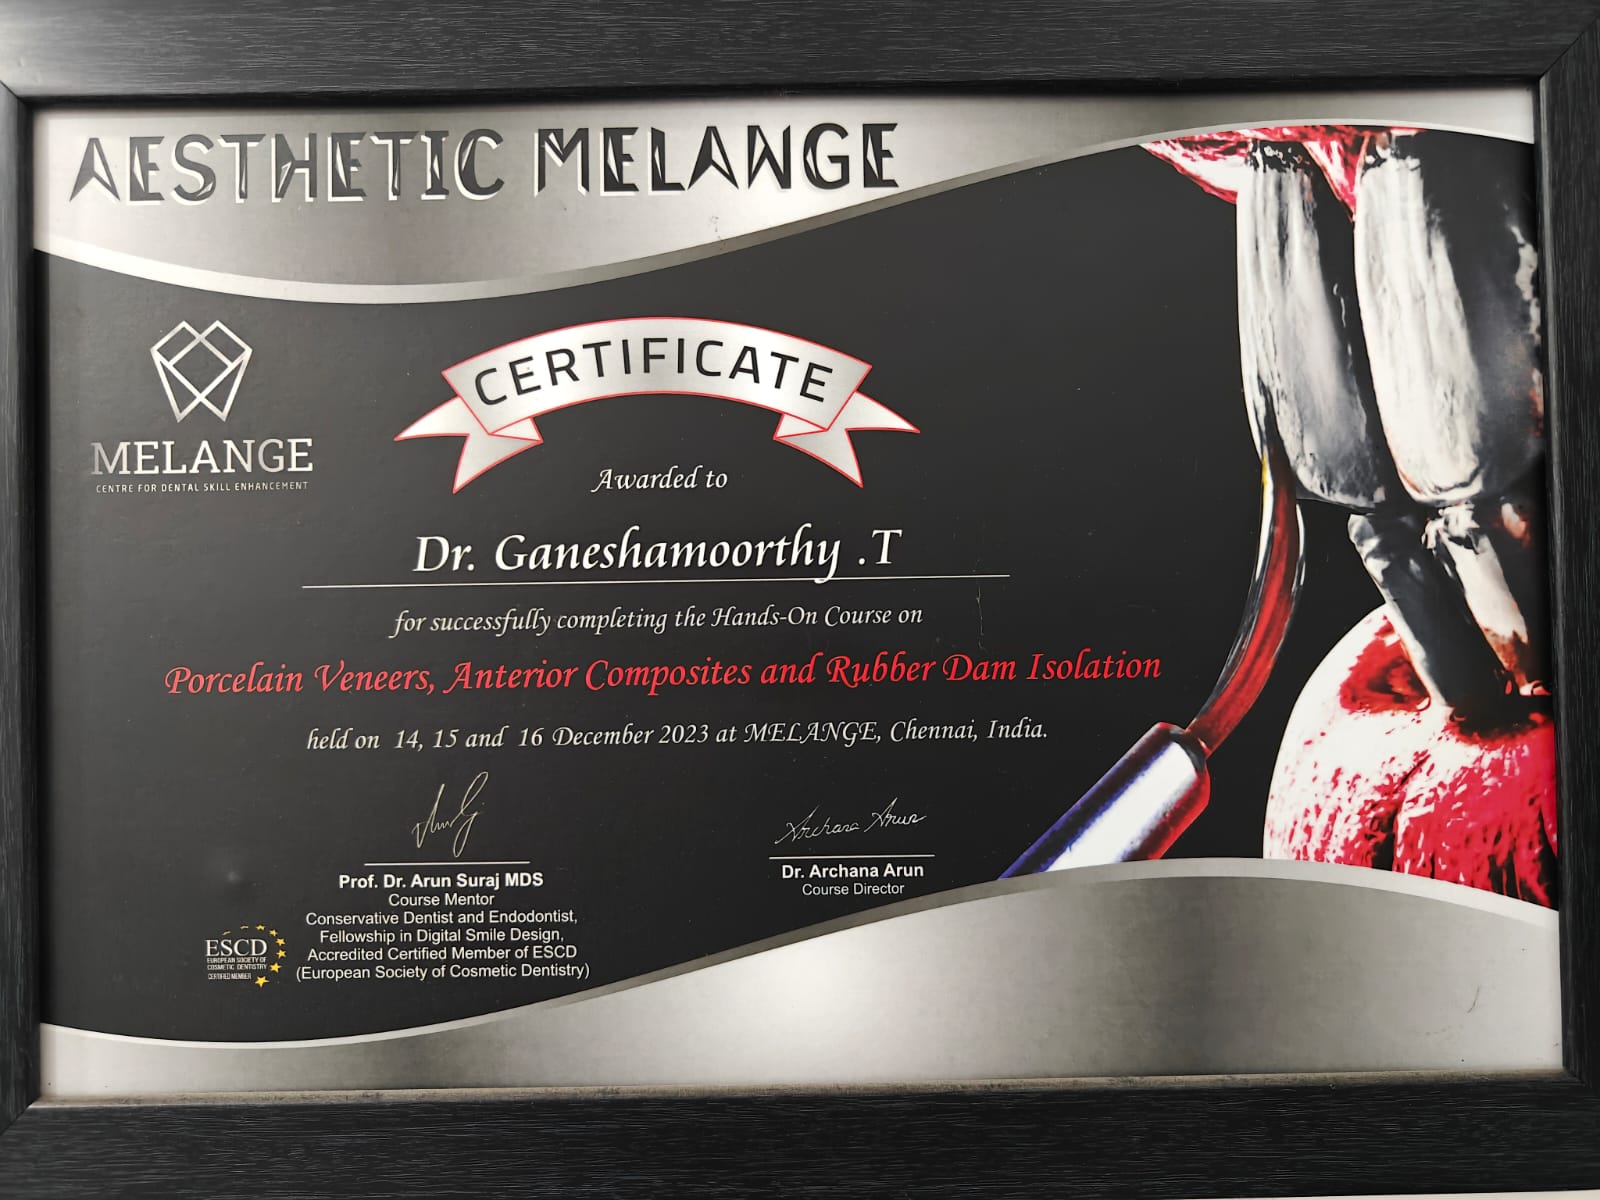 AESTHETIC MELANGE
MELANGE
CENTRE FOR DENTAL SKILL ENHANCEMENT
CERTIFICATE
Awarded to
Dr. Ganeshamoorthy .T
for successfully completing the Hands-On Course on
Porcelain Veneers, Anterior Composites and Rubber Dam Isolation
held on 14, 15 and 16 December 2023 at MELANGE, Chennai, India.
Archana Arun
Prof. Dr. Arun Suraj MDS
Course Mentor
Conservative Dentist and Endodontist,
Fellowship in Digital Smile Design,
Accredited Certified Member of ESCD
(European Society of Cosmetic Dentistry)
Dr. Archana Arun
Course Director
ESCD
EUROPEAN SOCIETY OF
COSMETIC DENTISTRY
CERTIFIED MEMBER